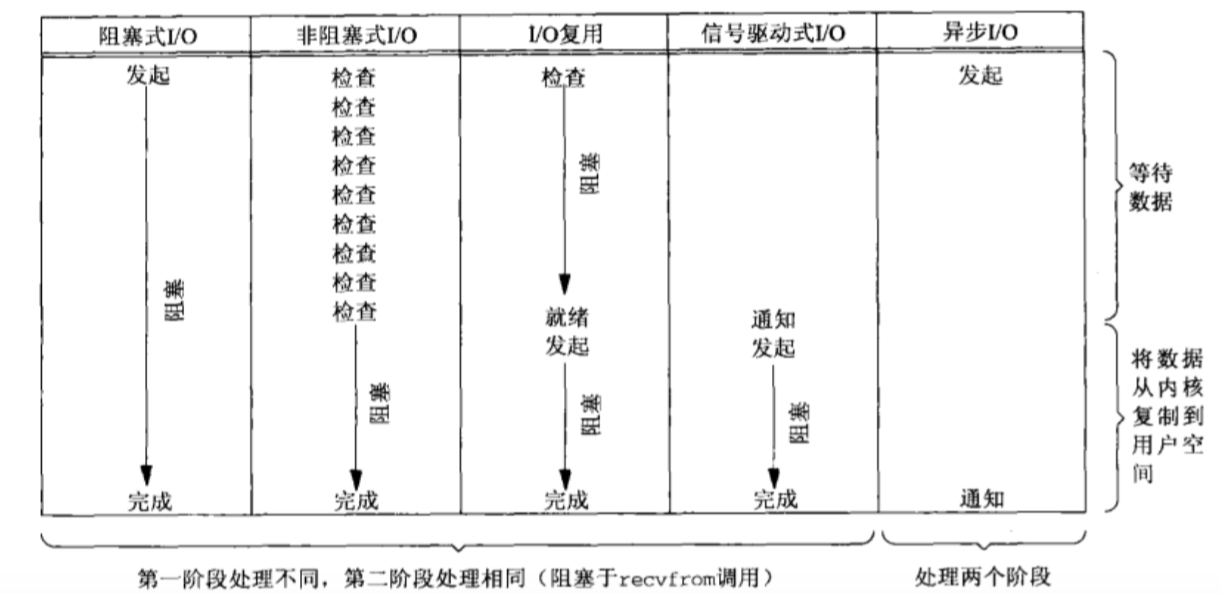 阻塞式I/O 非阻塞式I/O I/O复用 信号驱动式I/O 异步I/O
发起 检查 检查 发起
检查
检查
检查
检查
检查
检查
检查
检查
阻塞
阻塞
就绪 通知
发起 发起
阻塞
阻塞
阻塞
完成 完成 完成 完成 通知
等待
数据
将数据
从内核
复制到
用户空
间
第一阶段处理不同，第二阶段处理相同（阻塞于recvfrom调用）
处理两个阶段